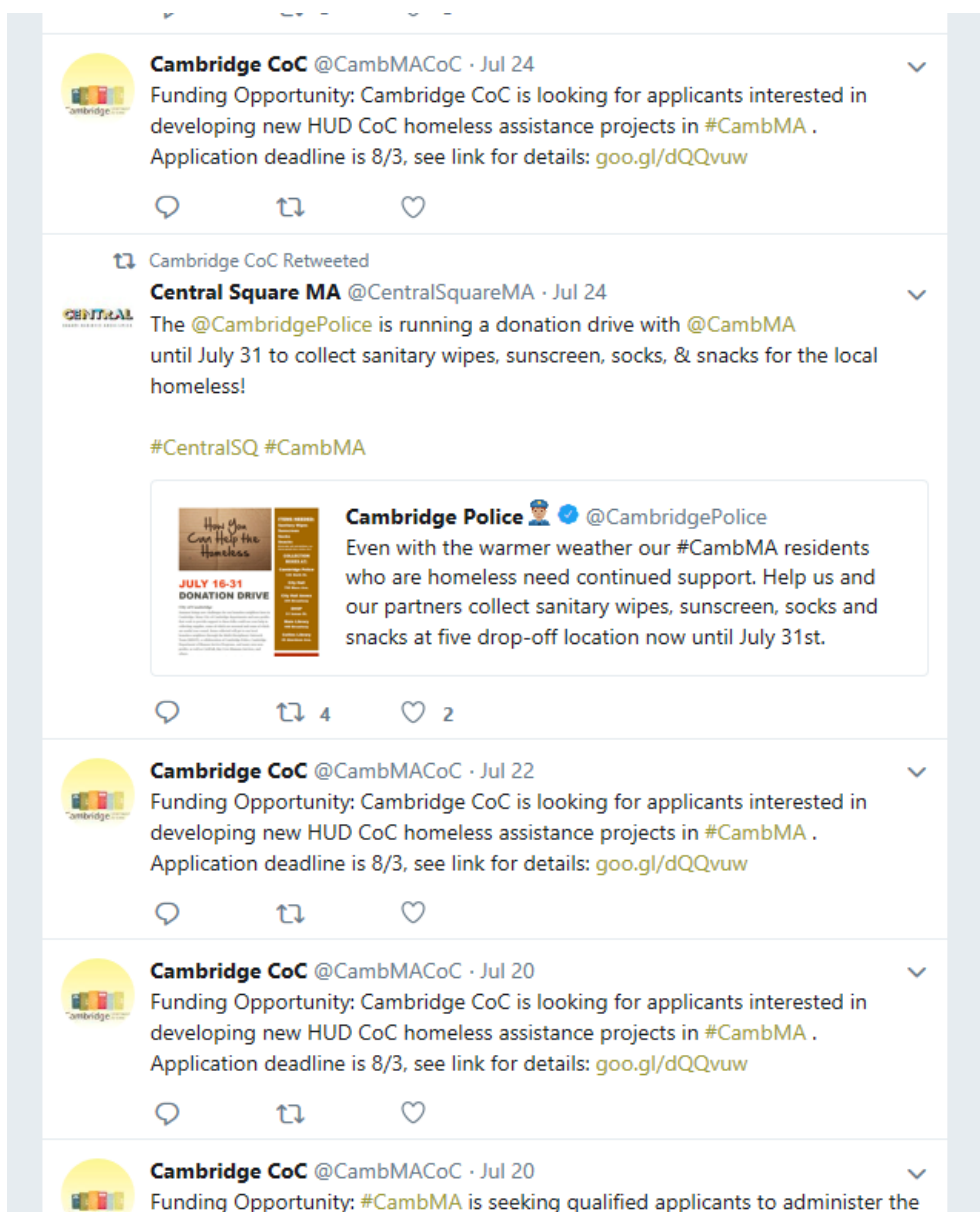 Cambridge CoC @CambMACoC · Jul 24
Funding Opportunity: Cambridge CoC is looking for applicants interested in
developing new HUD CoC homeless assistance projects in #CambMA .
Application deadline is 8/3, see link for details: goo.gl/dQQvuw
ambridge
Cambridge CoC Retweeted
Central Square MA @CentralSquareMA · Jul 24
CENTRAL
The @CambridgePolice is running a donation drive with @CambMA
until July 31 to collect sanitary wipes, sunscreen, socks, & snacks for the local
homeless!
#CentralSQ #CambMA
How You
Can Help the
Homeless
JULY 16-31
DONATION DRIVE
Cambridge Police @CambridgePolice
Even with the warmer weather our #CambMA residents
who are homeless need continued support. Help us and
our partners collect sanitary wipes, sunscreen, socks and
snacks at five drop-off location now until July 31st.
4 2
Cambridge CoC @CambMACoC · Jul 22
Funding Opportunity: Cambridge CoC is looking for applicants interested in
developing new HUD CoC homeless assistance projects in #CambMA .
Application deadline is 8/3, see link for details: goo.gl/dQQvuw
ambridge
Cambridge CoC @CambMACoC · Jul 20
Funding Opportunity: Cambridge CoC is looking for applicants interested in
developing new HUD CoC homeless assistance projects in #CambMA .
Application deadline is 8/3, see link for details: goo.gl/dQQvuw
ambridge
Cambridge CoC @CambMACoC · Jul 20
Funding Opportunity: #CambMA is seeking qualified applicants to administer the